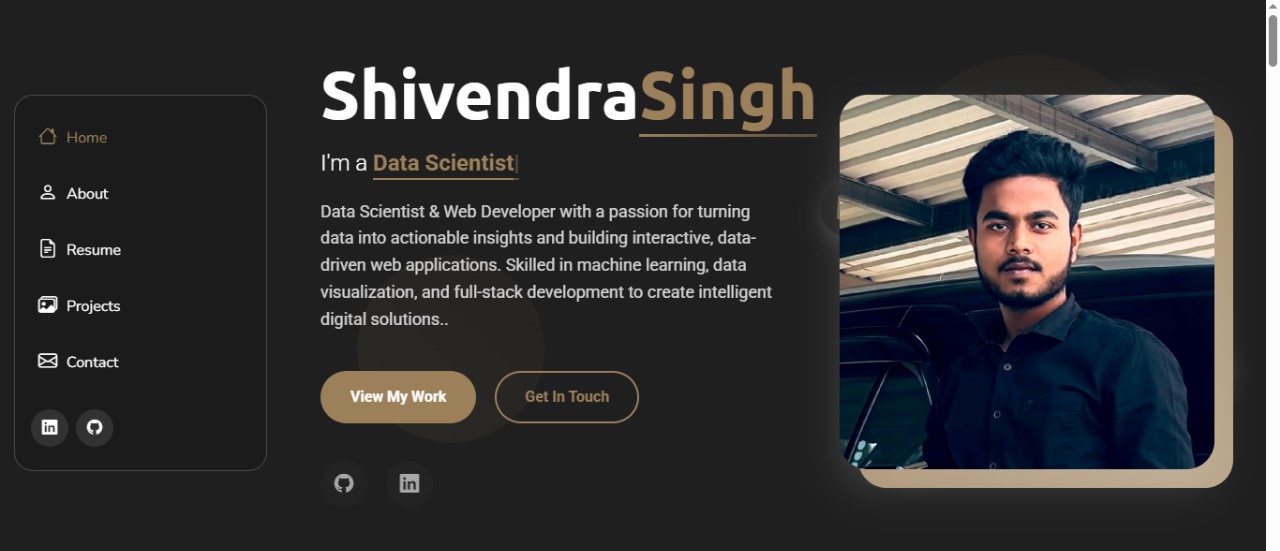 Home
About
Resume
Projects
Contact
ShivendraSingh
I'm a Data Scientist|
Data Scientist & Web Developer with a passion for turning
data into actionable insights and building interactive, data-
driven web applications. Skilled in machine learning, data
visualization, and full-stack development to create intelligent
digital solutions..
View My Work
Get In Touch